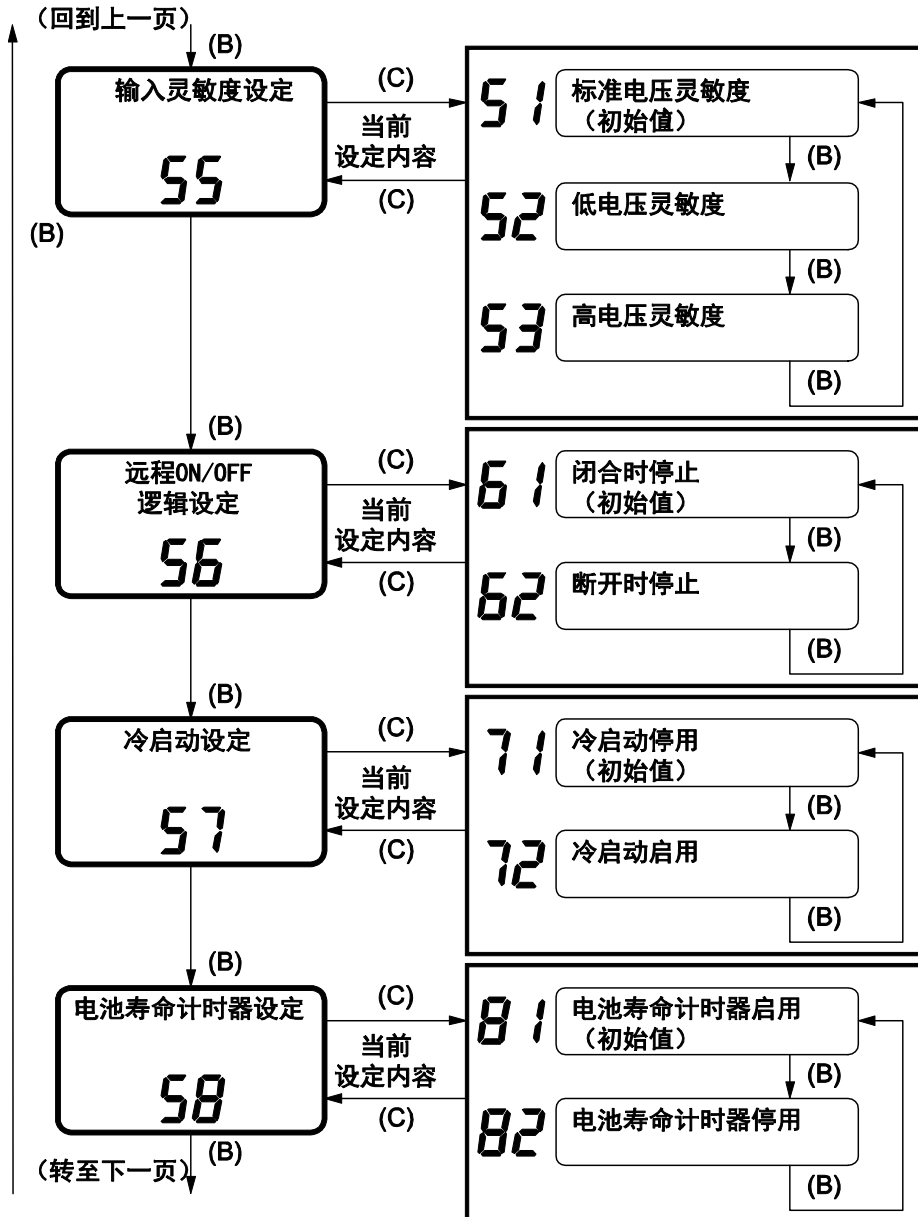 （回到上一页）
(B)
输入灵敏度设定
55
(B)
(C)
当前
设定内容
(C)
51
标准电压灵敏度
（初始值）
(B)
52
低电压灵敏度
(B)
53
高电压灵敏度
(B)
(B)
远程ON/OFF
逻辑设定
56
(C)
当前
设定内容
(C)
61
闭合时停止
（初始值）
(B)
62
断开时停止
(B)
(B)
冷启动设定
57
(C)
当前
设定内容
(C)
71
冷启动停用
（初始值）
(B)
72
冷启动启用
(B)
(B)
电池寿命计时器设定
58
(C)
当前
设定内容
(C)
81
电池寿命计时器启用
（初始值）
(B)
82
电池寿命计时器停用
(B)
(B)
（转至下一页）